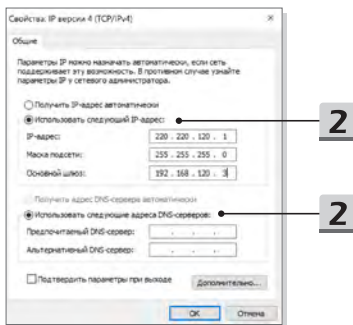 Свойства: IP версии 4 (TCP/IPv4)
Общие
Параметры IP можно назначать автоматически, если сеть
поддерживает эту возможность. В противном случае узнайте
параметры IP у сетевого администратора.
Получить IP-адрес автоматически
Использовать следующий IP-адрес:
2
IP-адрес: 220 . 220 . 120 . 1
Маска подсети: 255 . 255 . 255 . 0
Основной шлюз: 192 . 168 . 120 . 3
Получить адрес DNS-сервера автоматически
Использовать следующие адреса DNS-серверов:
2
Предпочитаемый DNS-сервер: . . .
Альтернативный DNS-сервер: . . .
Подтвердить параметры при выходе
Дополнительно...
OK Отмена